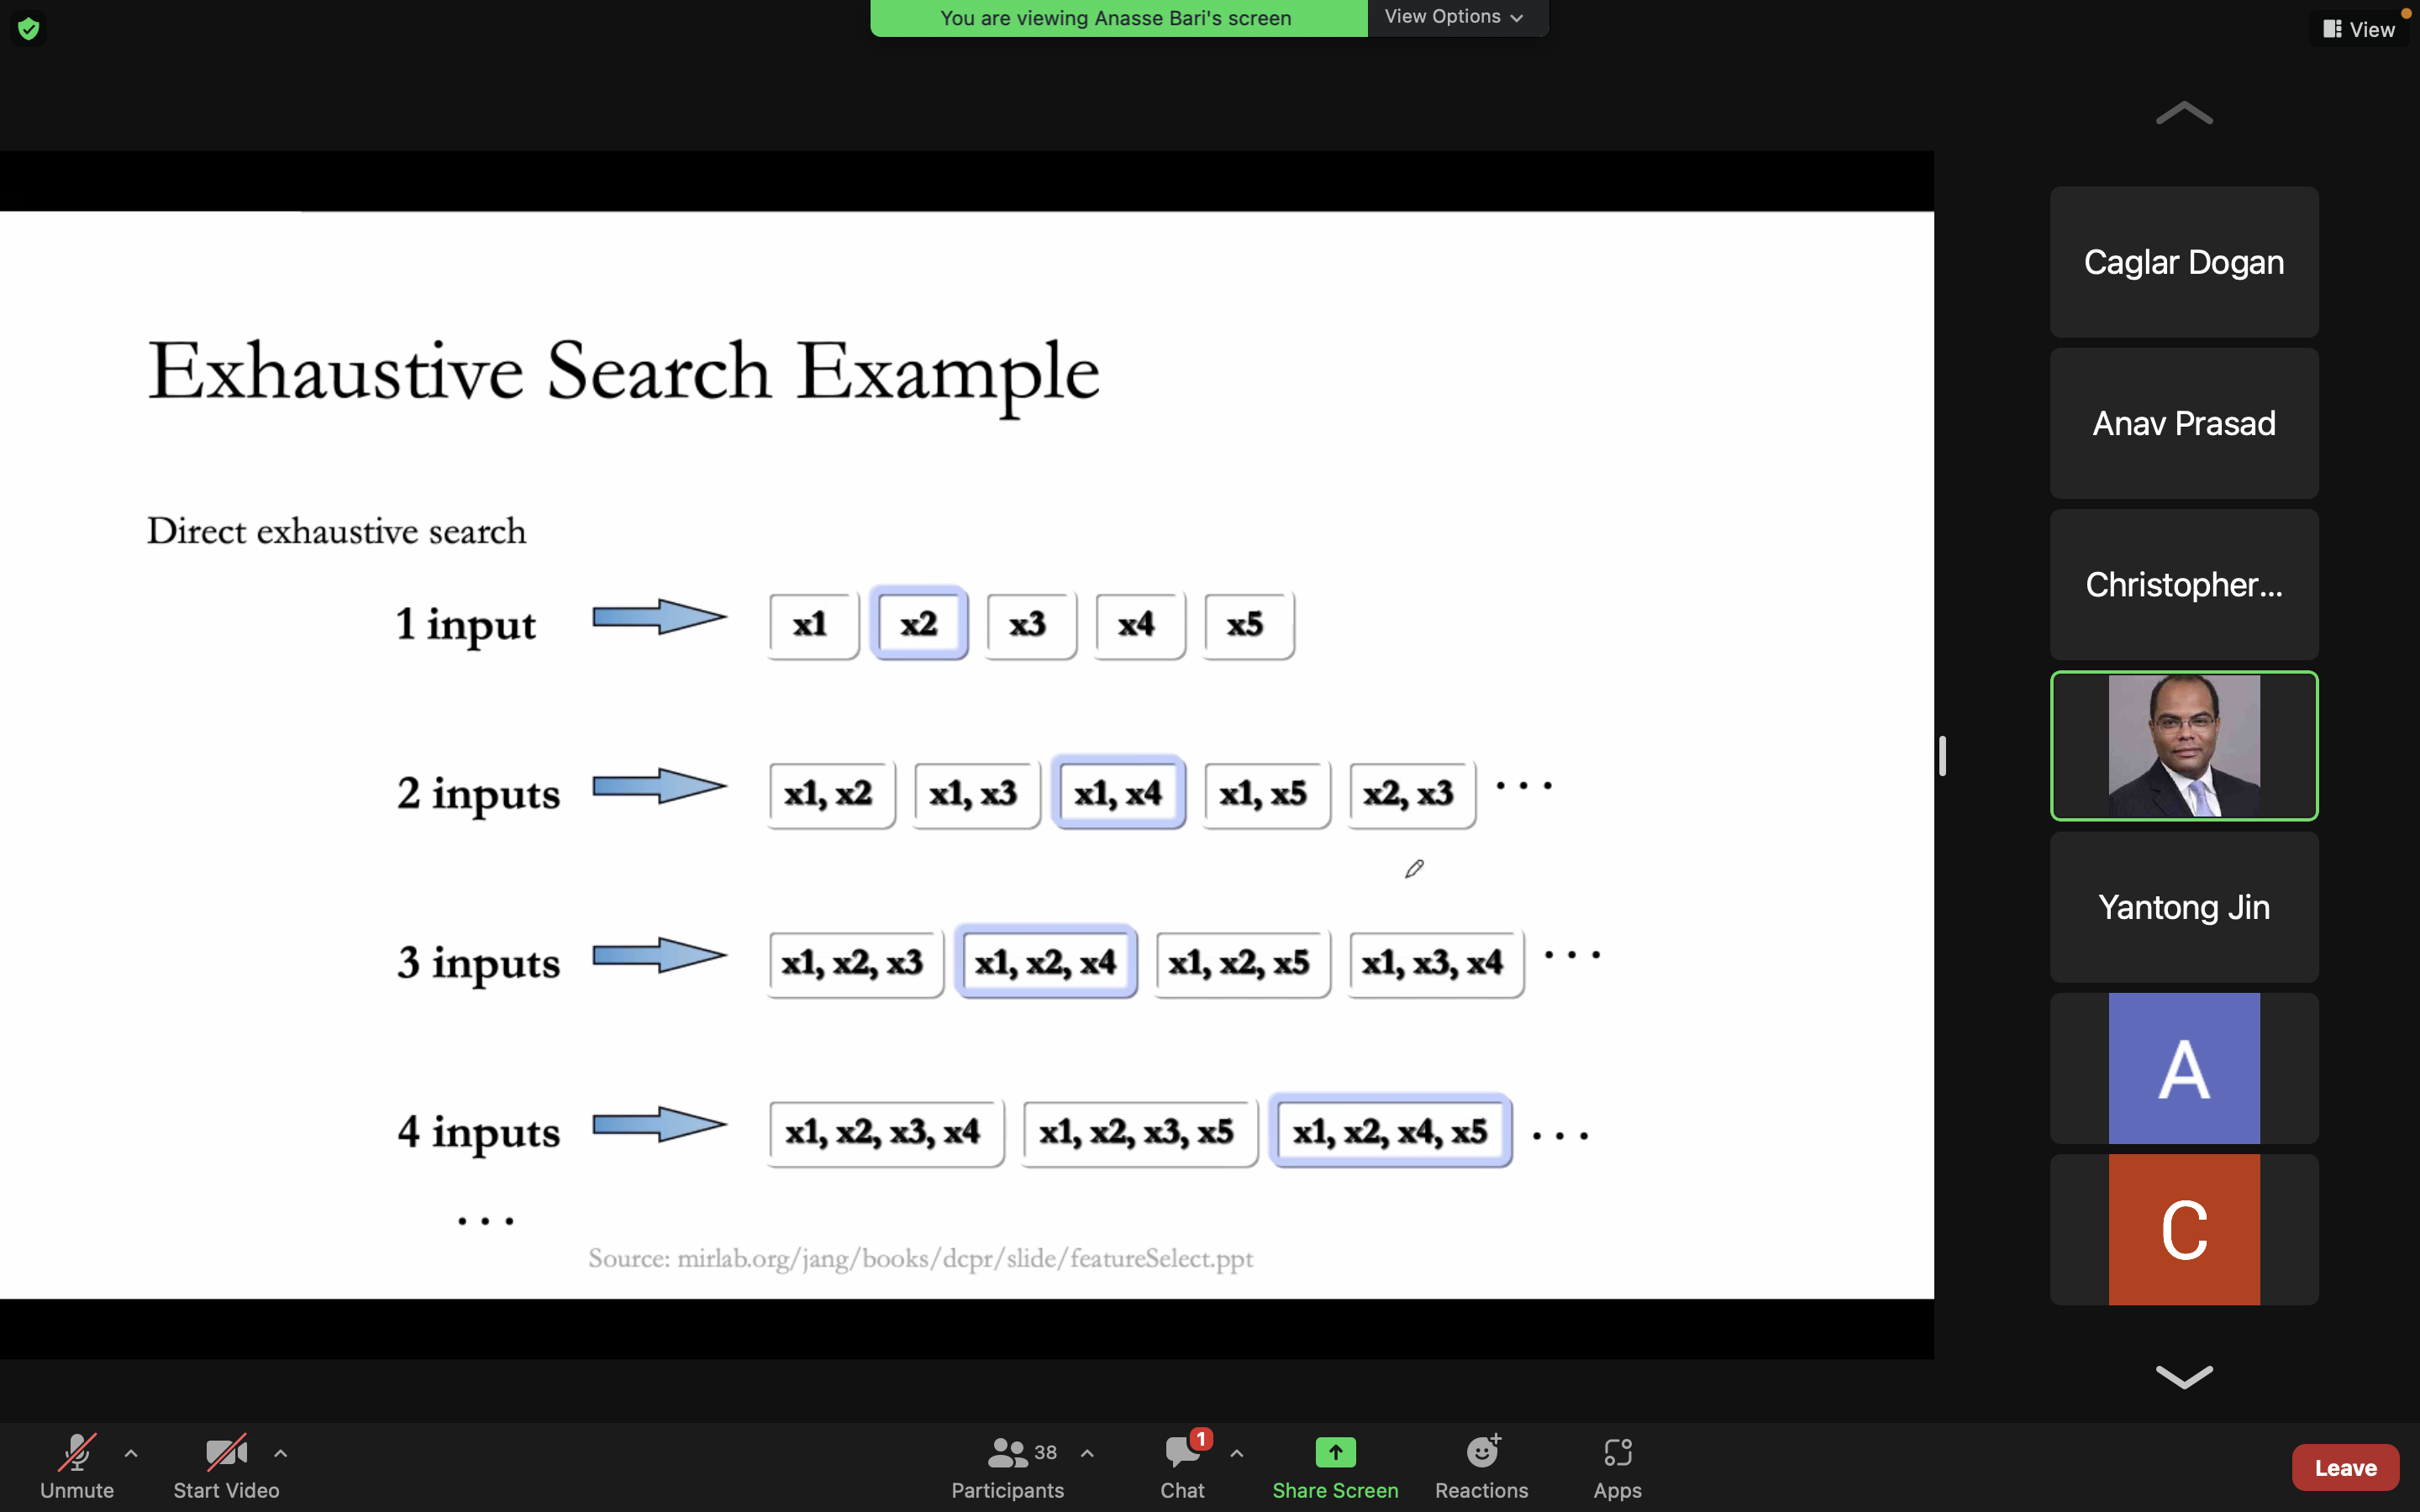 You are viewing Anasse Bari's screen
View Options
View
Exhaustive Search Example
Direct exhaustive search
1 input x1 x2 x3 x4 x5
2 inputs x1, x2 x1, x3 x1, x4 x1, x5 x2, x3 ...
3 inputs x1, x2, x3 x1, x2, x4 x1, x2, x5 x1, x3, x4 ...
4 inputs x1, x2, x3, x4 x1, x2, x3, x5 x1, x2, x4, x5 ...
...
Source: mirlab.org/jang/books/dcpr/slide/featureSelect.ppt
Caglar Dogan
Anav Prasad
Christopher...
Yantong Jin
A
C
Unmute
Start Video
38
Participants
1
Chat
Share Screen
Reactions
Apps
Leave